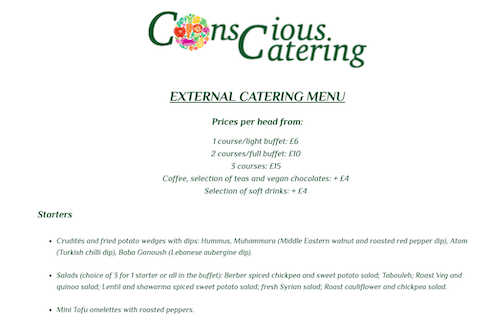 Conscious.
Catering
EXTERNAL CATERING MENU
Prices per head from:
1 course/light buffet: £6
2 courses/full buffet: £10
3 courses: £15
Coffee, selection of teas and vegan chocolates: + £4
Selection of soft drinks: + £4
Starters
• Crudités and fried potato wedges with dips: Hummus, Muhammara (Middle Eastern walnut and roasted red pepper dip), Atom
(Turkish chilli dip), Baba Ganoush (Lebanese aubergine dip).
• Salads (choice of 3 for 1 starter or all in the buffet): Berber spiced chickpea and sweet potato salad; Tabouleh; Roast Veg and
quinoa salad; Lentil and shawarma spiced sweet potato salad; fresh Syrian salad; Roast cauliflower and chickpea salad.
• Mini Tofu omelettes with roasted peppers.